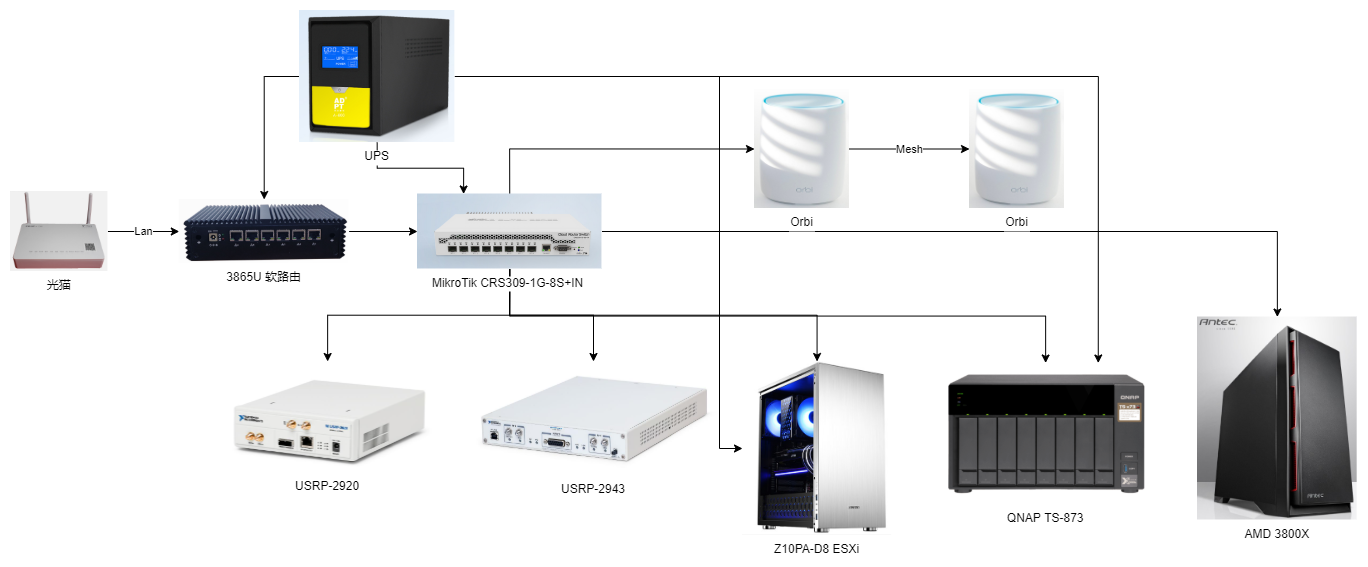 UPS
Mesh
Orbi
Orbi
Lan
光猫
3865U 软路由
MikroTik CRS309-1G-8S+IN
Antec
QNAP
USRP-2920
USRP-2943
QNAP TS-873
AMD 3800X
Z10PA-D8 ESXi